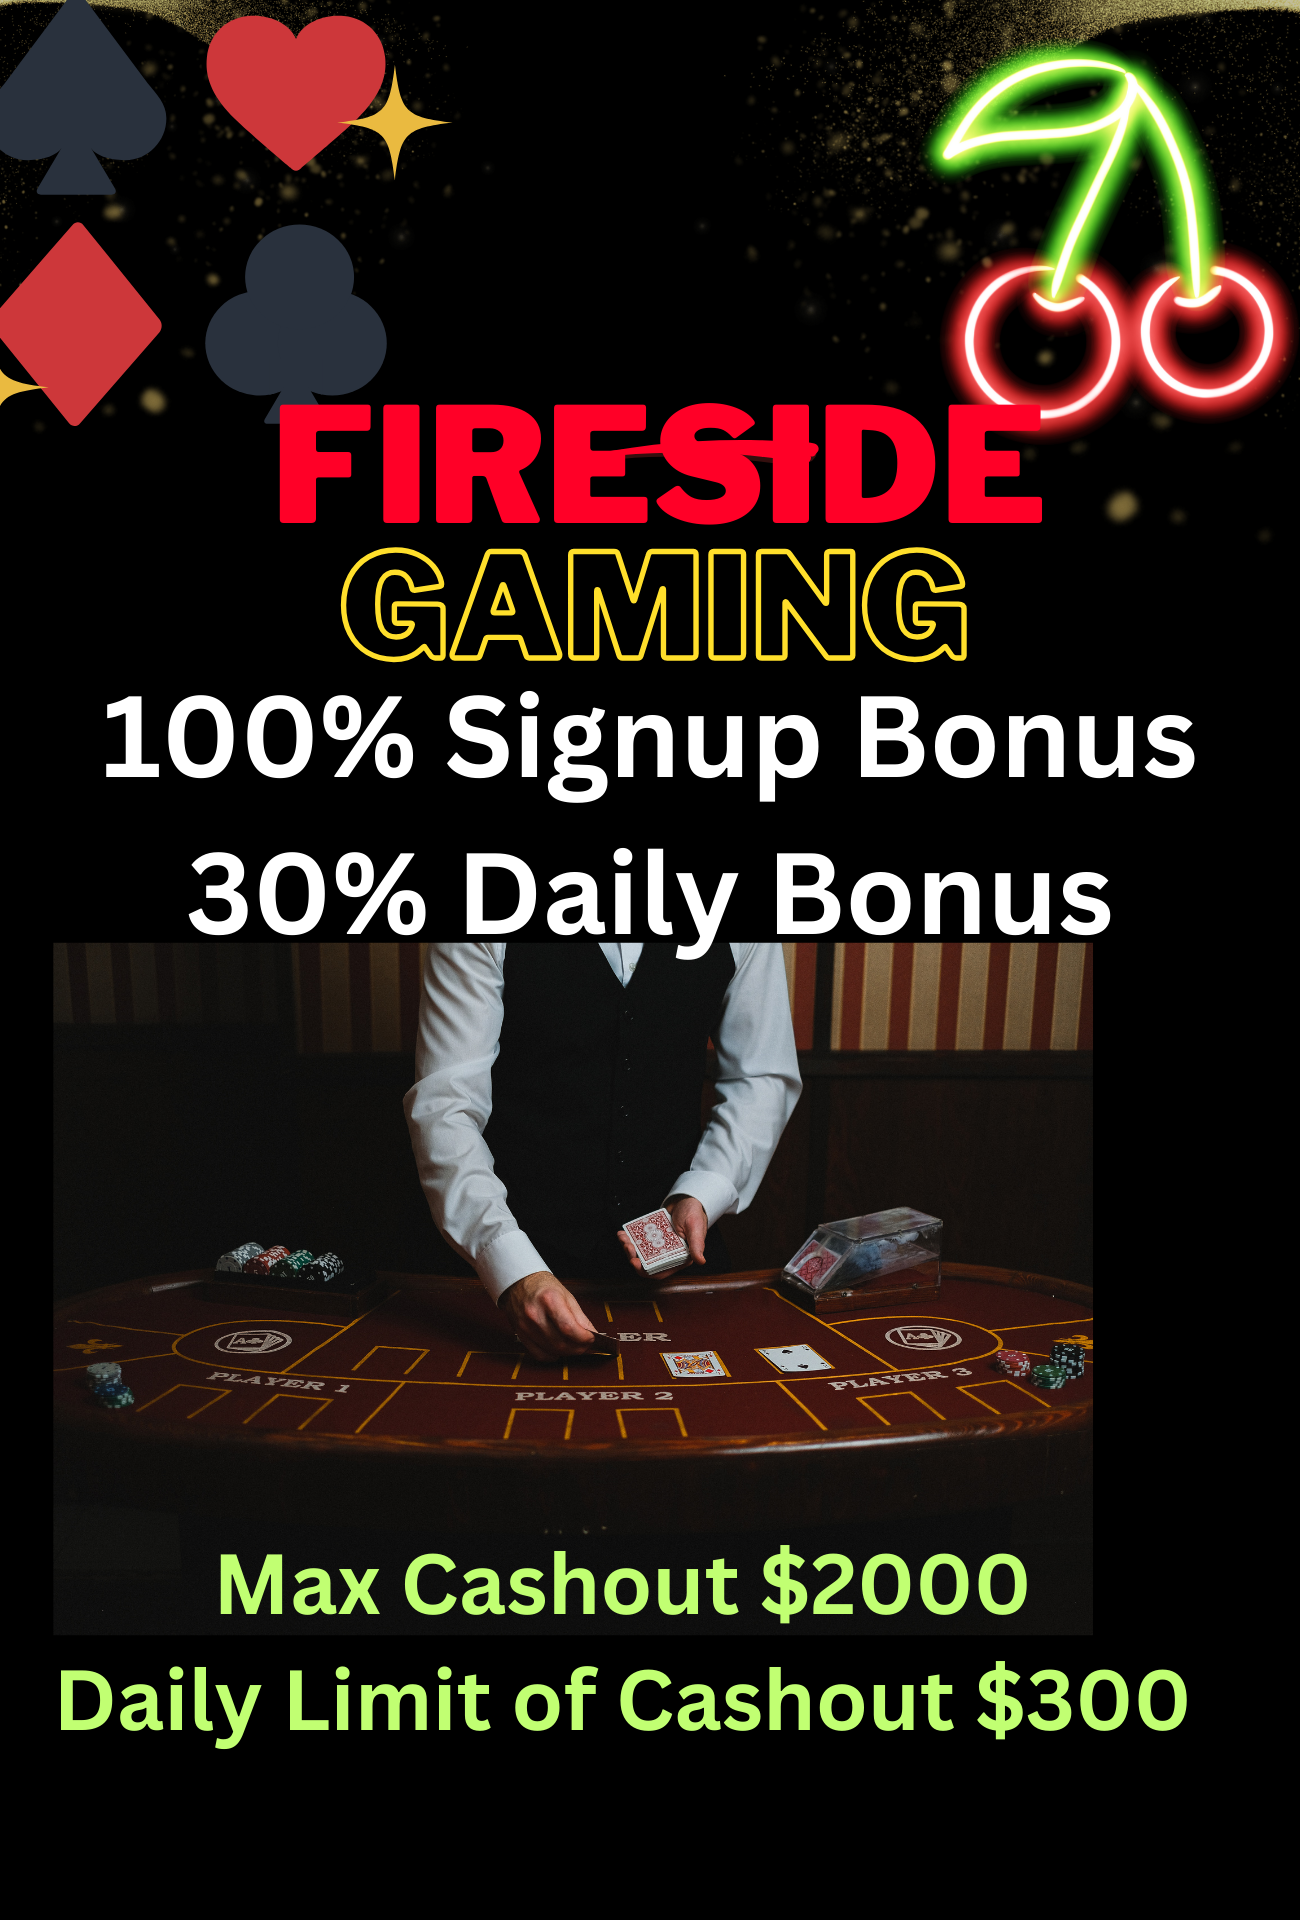 FIRESIDE
GAMING
100% Signup Bonus
30% Daily Bonus
ER
PLAYER 1
PLAYER 2
PLAYER 3
Max Cashout $2000
Daily Limit of Cashout $300